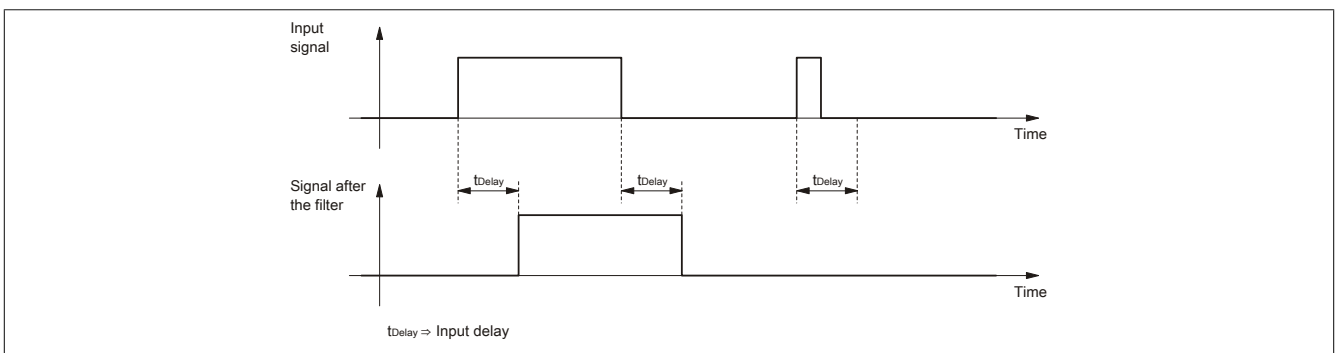 Input
signal
Time
tDelay
tDelay
tDelay
Signal after
the filter
Time
tDelay ⇒ Input delay